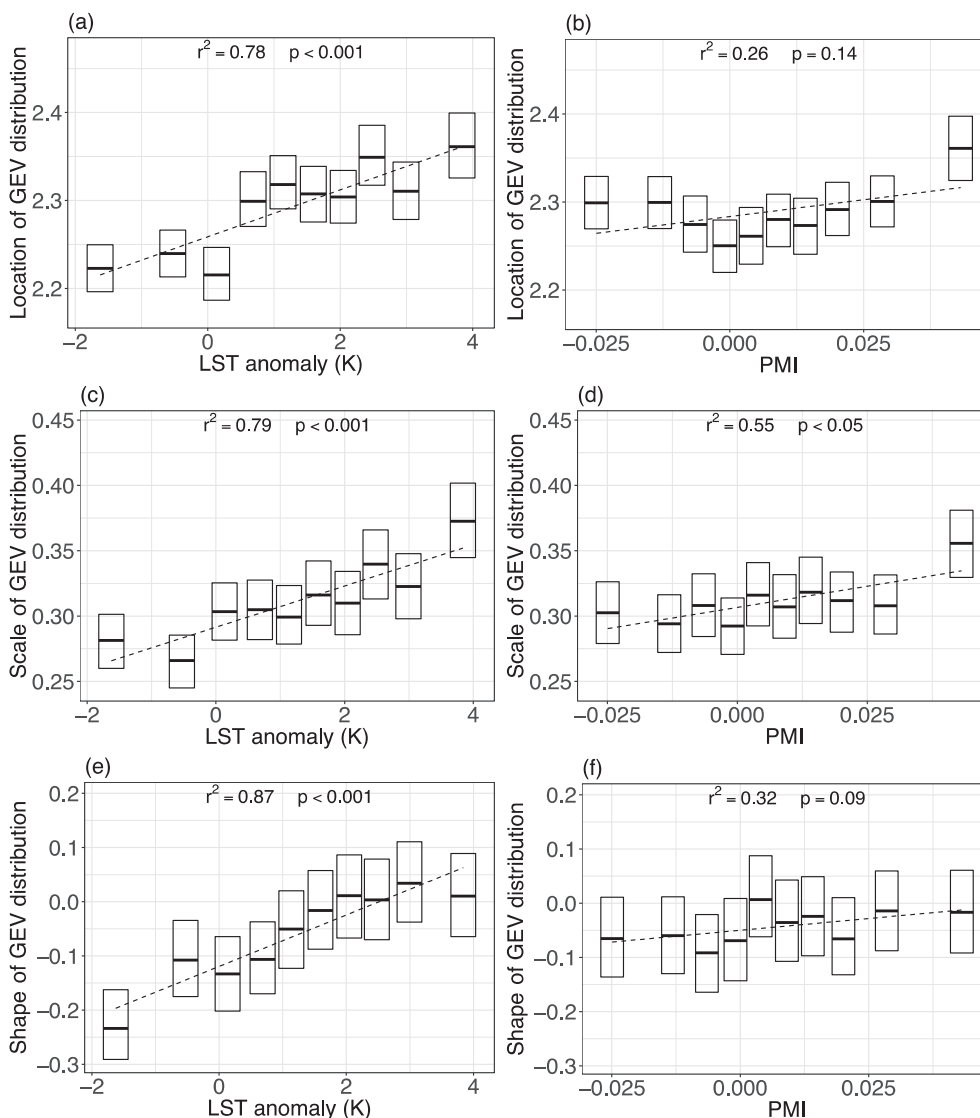 (a)
r² = 0.78 p < 0.001
Location of GEV distribution
2.4
2.3
2.2
−2 0 2 4
LST anomaly (K)
(b)
r² = 0.26 p = 0.14
Location of GEV distribution
2.4
2.3
2.2
−0.025 0.000 0.025
PMI
(c)
r² = 0.79 p < 0.001
Scale of GEV distribution
0.45
0.40
0.35
0.30
0.25
−2 0 2 4
LST anomaly (K)
(d)
r² = 0.55 p < 0.05
Scale of GEV distribution
0.45
0.40
0.35
0.30
0.25
−0.025 0.000 0.025
PMI
(e)
r² = 0.87 p < 0.001
Shape of GEV distribution
0.2
0.1
0.0
−0.1
−0.2
−0.3
−2 0 2 4
LST anomaly (K)
(f)
r² = 0.32 p = 0.09
Shape of GEV distribution
0.2
0.1
0.0
−0.1
−0.2
−0.3
−0.025 0.000 0.025
PMI